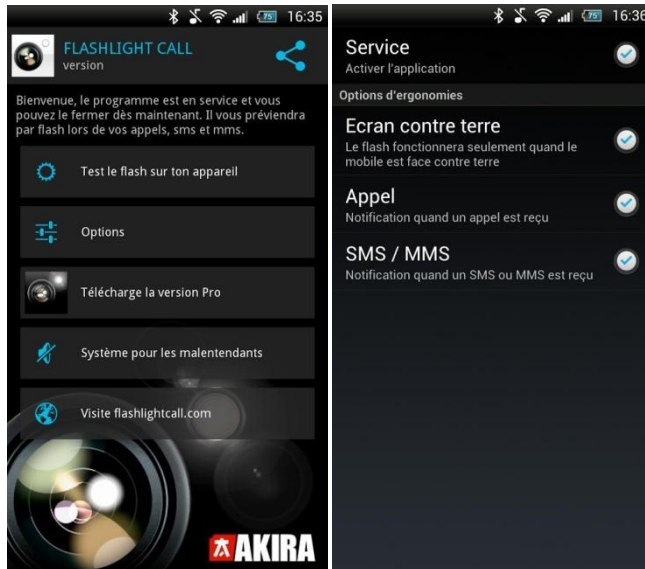 75 16:35
FLASHLIGHT CALL
version
Bienvenue, le programme est en service et vous
pouvez le fermer dès maintenant. Il vous préviendra
par flash lors de vos appels, sms et mms.
Test le flash sur ton appareil
Options
Télécharge la version Pro
Système pour les malentendants
Visite flashlightcall.com
AKIRA
75 16:36
Service
Activer l'application
Options d'ergonomies
Ecran contre terre
Le flash fonctionnera seulement quand le
mobile est face contre terre
Appel
Notification quand un appel est reçu
SMS / MMS
Notification quand un SMS ou MMS est reçu